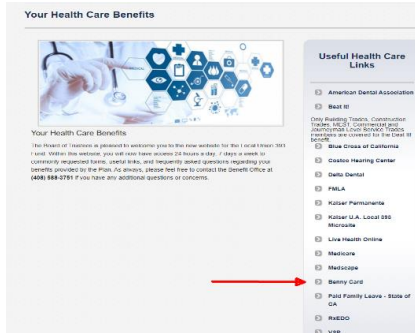 Your Health Care Benefits
Your Health Care Benefits
The Board of Trustees is pleased to welcome you to the new website for the Local Union 393
Fund. Within this website, you will now have access 24 hours a day, 7 days a week to
commonly requested forms, useful links, and frequently asked questions regarding your
benefits provided by the Plan. As always, please feel free to contact the Benefit Office at
(408) 588-3751 if you have any additional questions or concerns.
Useful Health Care
Links
American Dental Association
Beat It!
Only Building Trades, Construction
Trades, MLCST, Commercial and
Journeyman Level Service Trades
members are covered for the Beat It!
benefit.
Blue Cross of California
Costco Hearing Center
Delta Dental
FMLA
Kaiser Permanente
Kaiser U.A. Local 393
Microsite
Live Health Online
Medicare
Medscape
Benny Card
Paid Family Leave - State of
CA
RxEDO
VSP